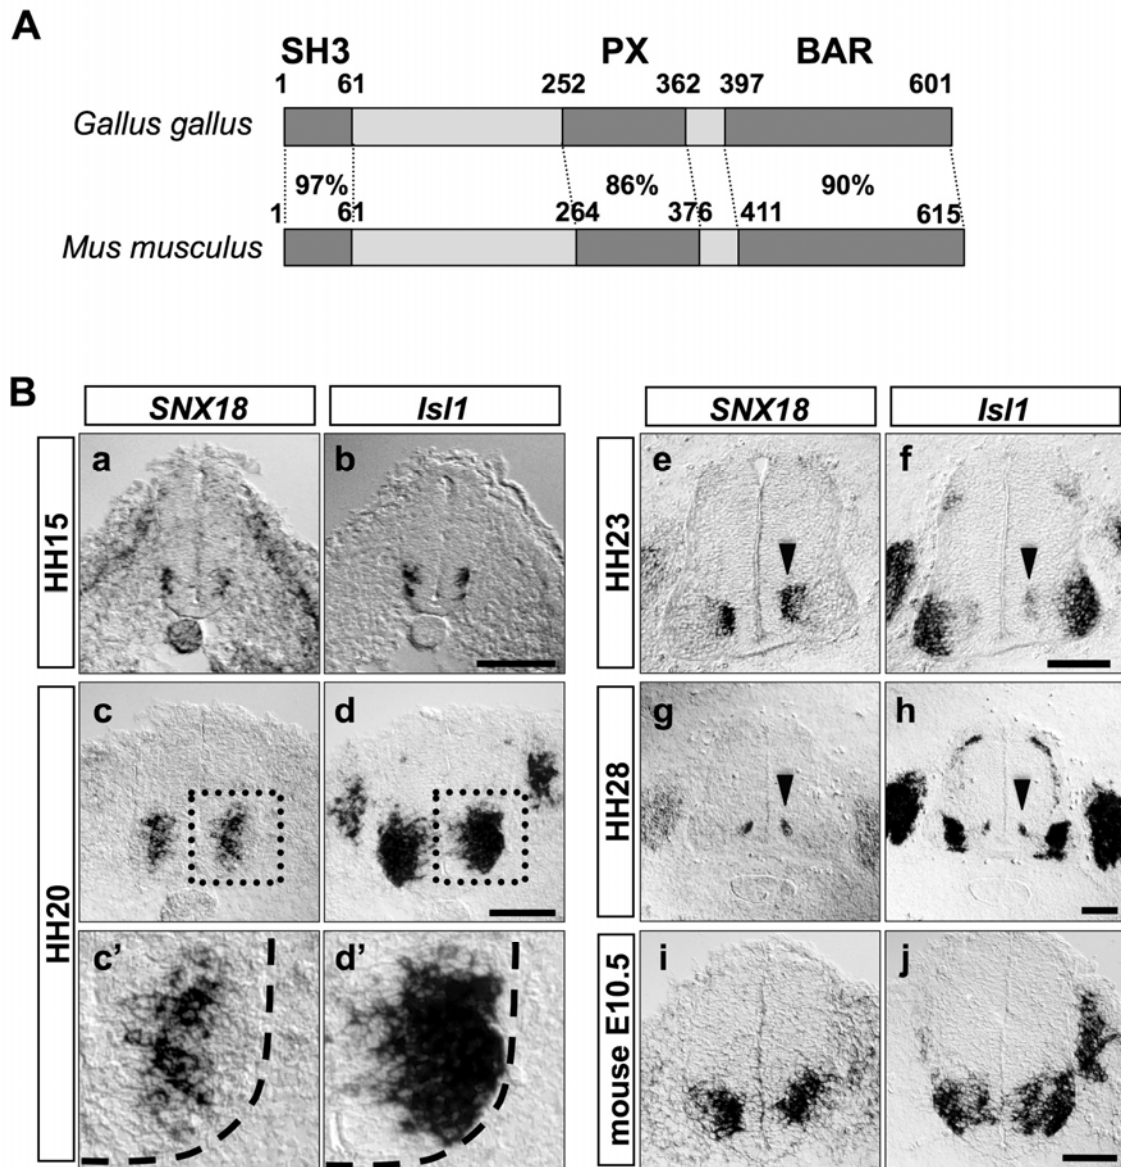 A
SH3 PX BAR
1 61 252 362 397 601
Gallus gallus
97% 86% 90%
1 61 264 376 411 615
Mus musculus
B
SNX18 Isl1 SNX18 Isl1
HH15 a b HH23 e f
HH20 c d HH28 g h
c’ d’ mouse E10.5 i j